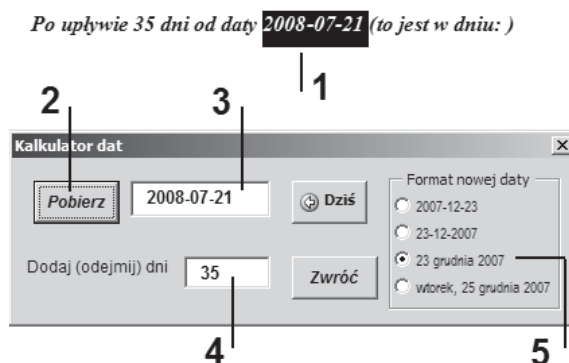 Po upływie 35 dni od daty 2008-07-21 (to jest w dniu: )
1
2
3
Kalkulator dat
Pobierz
2008-07-21
Dziś
Format nowej daty
2007-12-23
23-12-2007
23 grudnia 2007
wtorek, 25 grudnia 2007
Dodaj (odejmij) dni
35
Zwróć
4
5